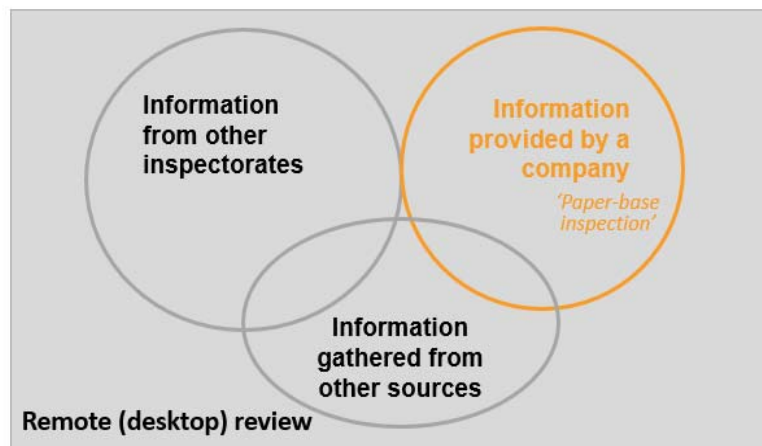 Information
from other
inspectorates
Information
provided by a
company
‘Paper-base
inspection’
Information
gathered from
other sources
Remote (desktop) review